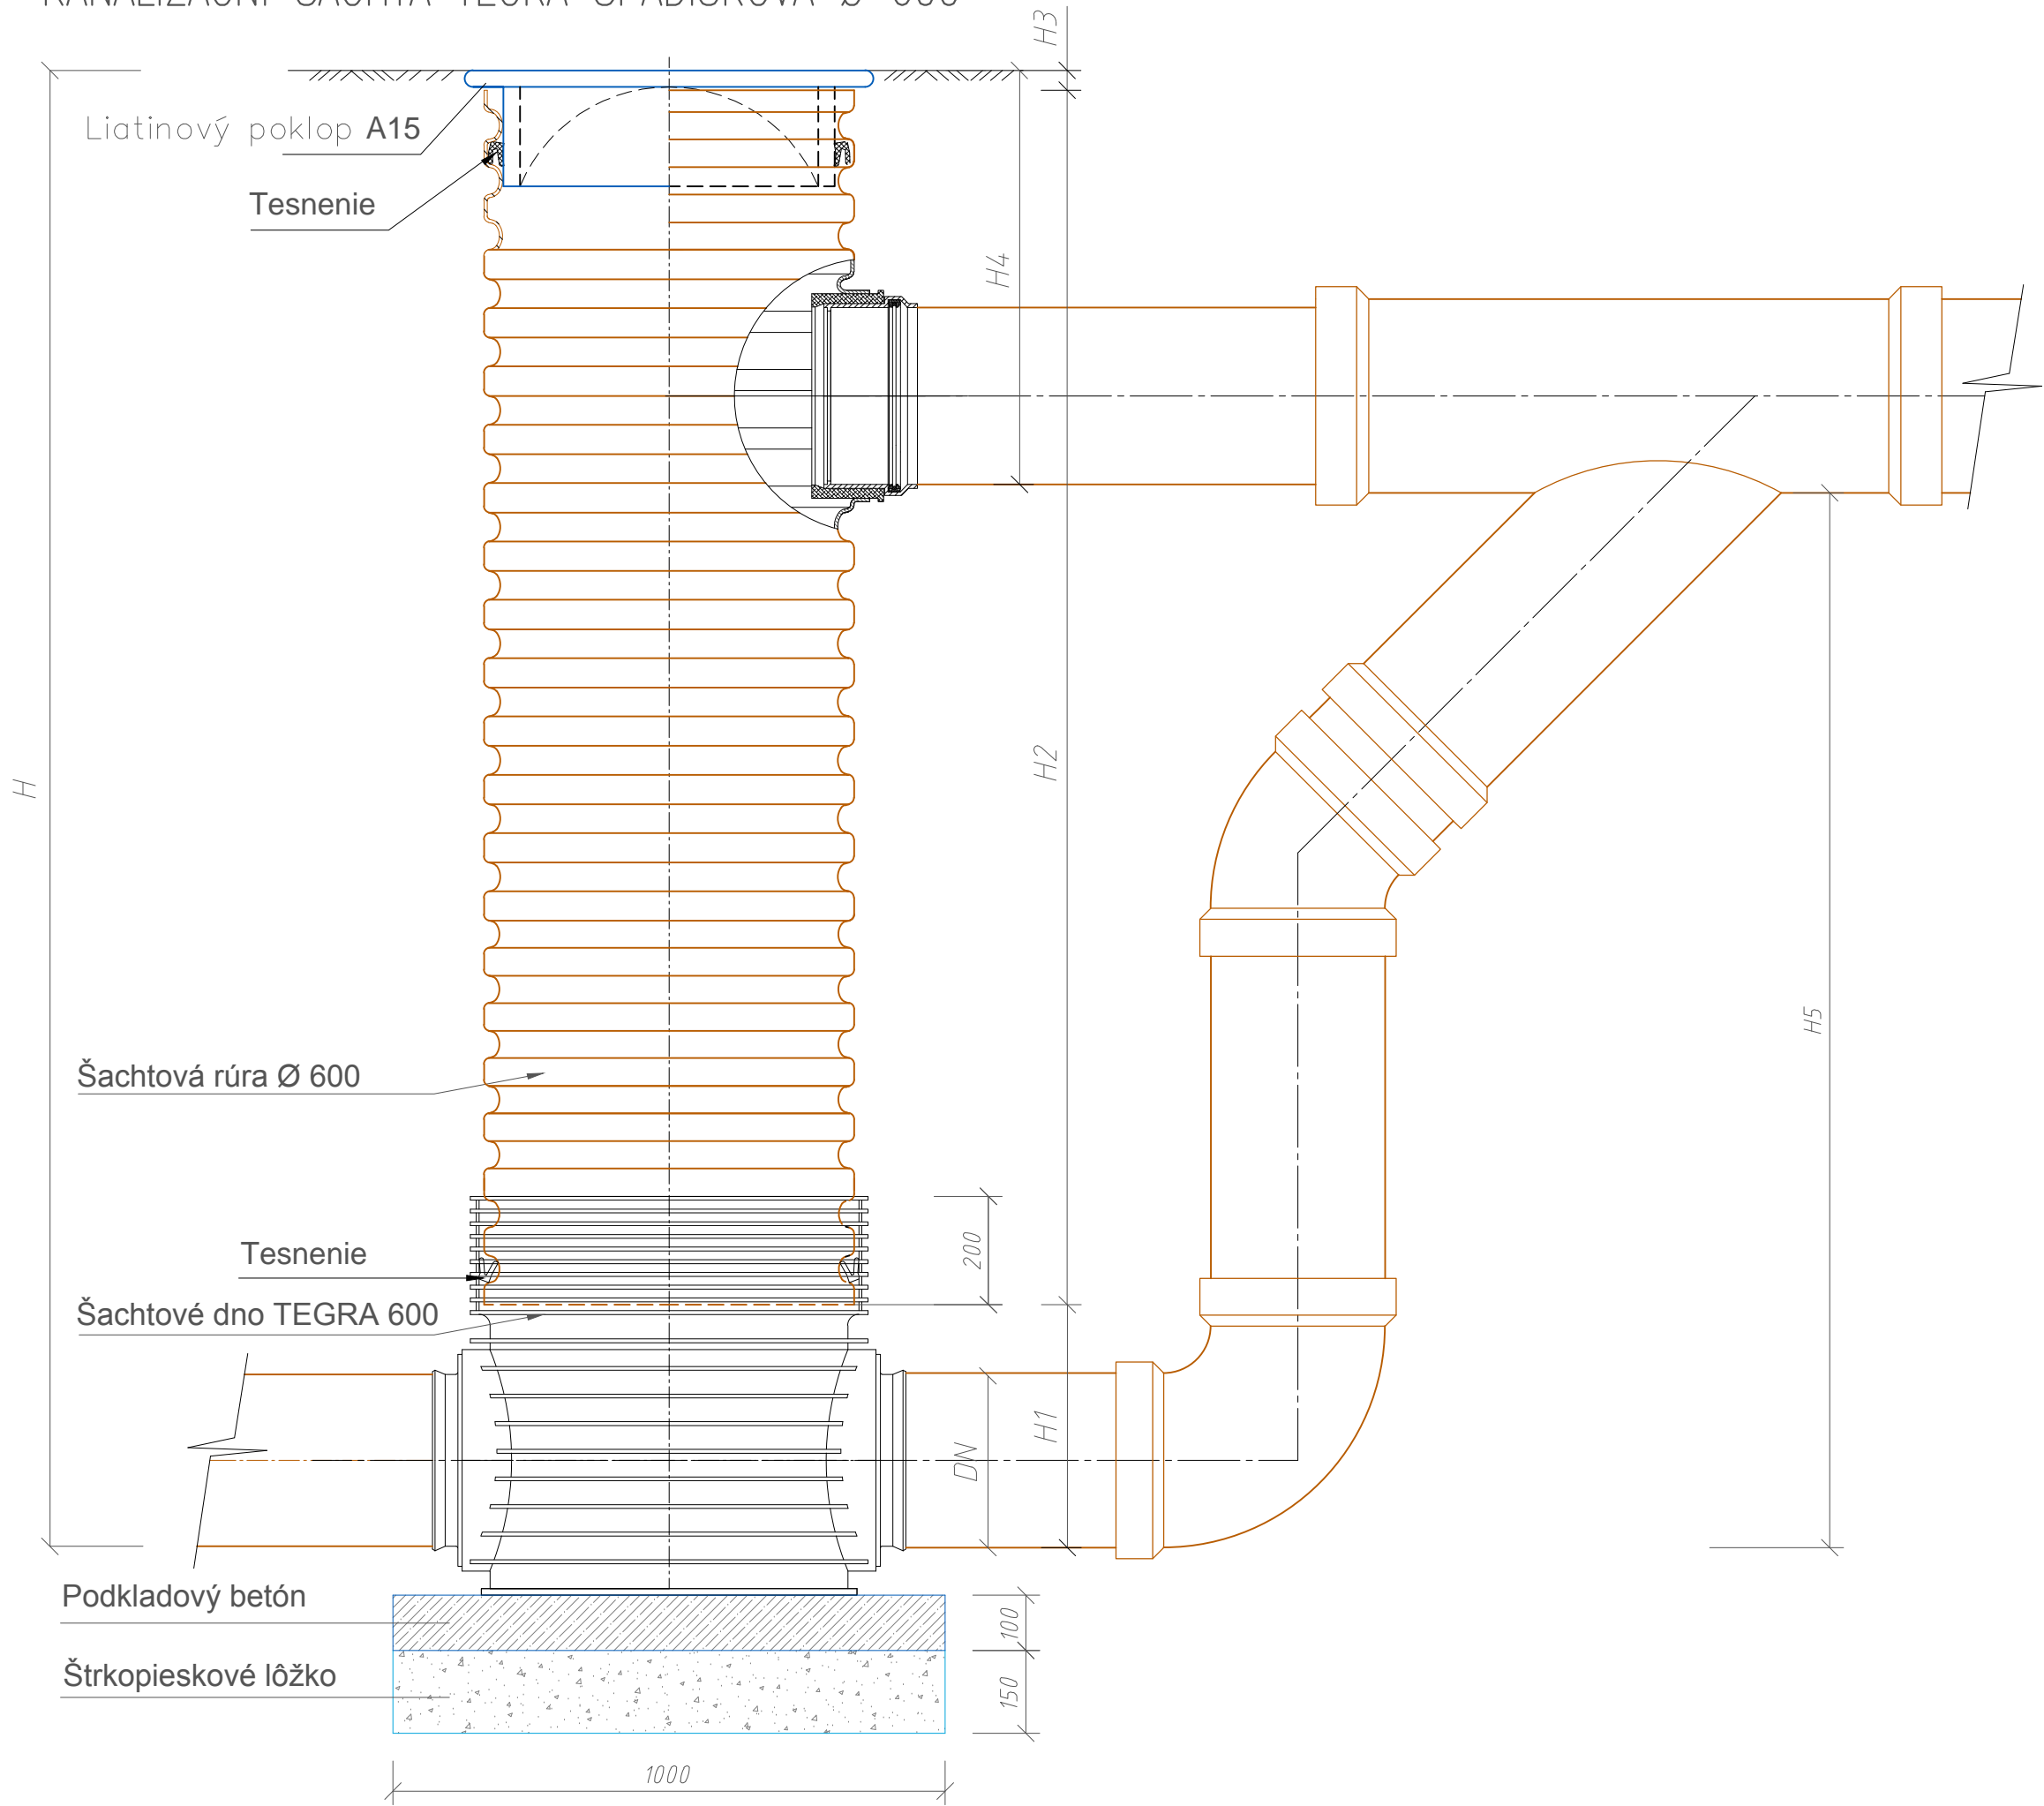 H3
Liatinový poklop A15
Tesnenie
H4
H2
H
H5
Šachtová rúra Ø 600
200
Tesnenie
Šachtové dno TEGRA 600
DN
H1
Podkladový betón
100
Štrkopieskové lôžko
150
1000